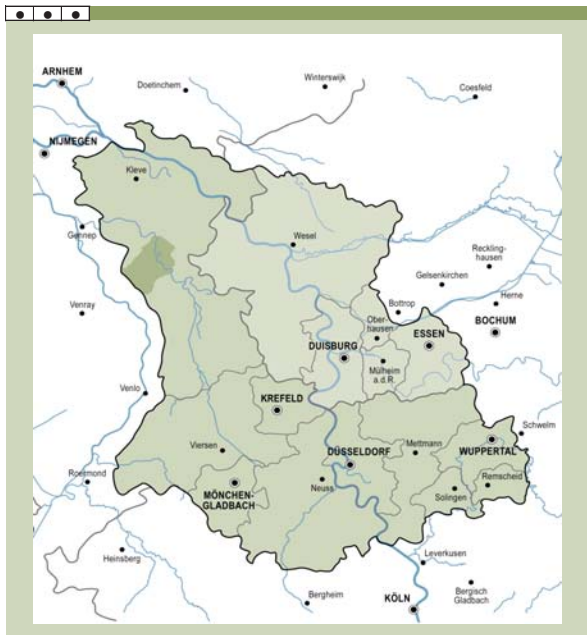 ARNHEM
Doetinchem
Winterswijk
Coesfeld
NIJMEGEN
Kleve
Gennep
Wesel
Reckling-
hausen
Gelsenkirchen
Herne
Bottrop
Venray
Ober-
hausen
ESSEN
BOCHUM
DUISBURG
Mülheim
a.d.R.
Venlo
KREFELD
Schwelm
Viersen
Mettmann
WUPPERTAL
DÜSSELDORF
Roermond
Remscheid
MÖNCHEN-
GLADBACH
Neuss
Solingen
Heinsberg
Leverkusen
Bergheim
Bergisch
Gladbach
KÖLN